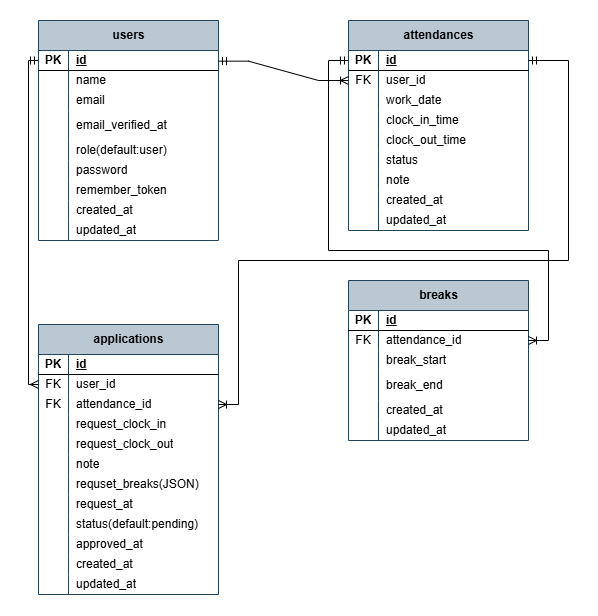 users
PK id
name
email
email_verified_at
role(default:user)
password
remember_token
created_at
updated_at
attendances
PK id
FK user_id
work_date
clock_in_time
clock_out_time
status
note
created_at
updated_at
applications
PK id
FK user_id
FK attendance_id
request_clock_in
request_clock_out
note
requset_breaks(JSON)
request_at
status(default:pending)
approved_at
created_at
updated_at
breaks
PK id
FK attendance_id
break_start
break_end
created_at
updated_at